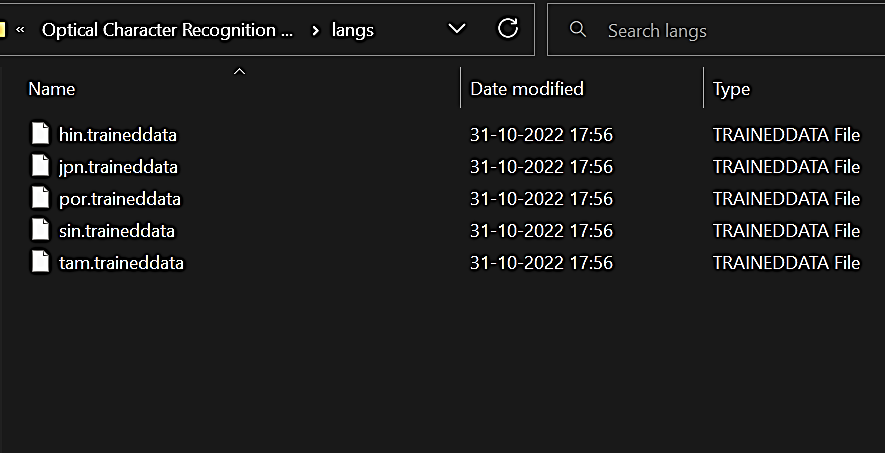 « Optical Character Recognition ... > langs Search langs
Name Date modified Type
hin.traineddata 31-10-2022 17:56 TRAINEDDATA File
jpn.traineddata 31-10-2022 17:56 TRAINEDDATA File
por.traineddata 31-10-2022 17:56 TRAINEDDATA File
sin.traineddata 31-10-2022 17:56 TRAINEDDATA File
tam.traineddata 31-10-2022 17:56 TRAINEDDATA File